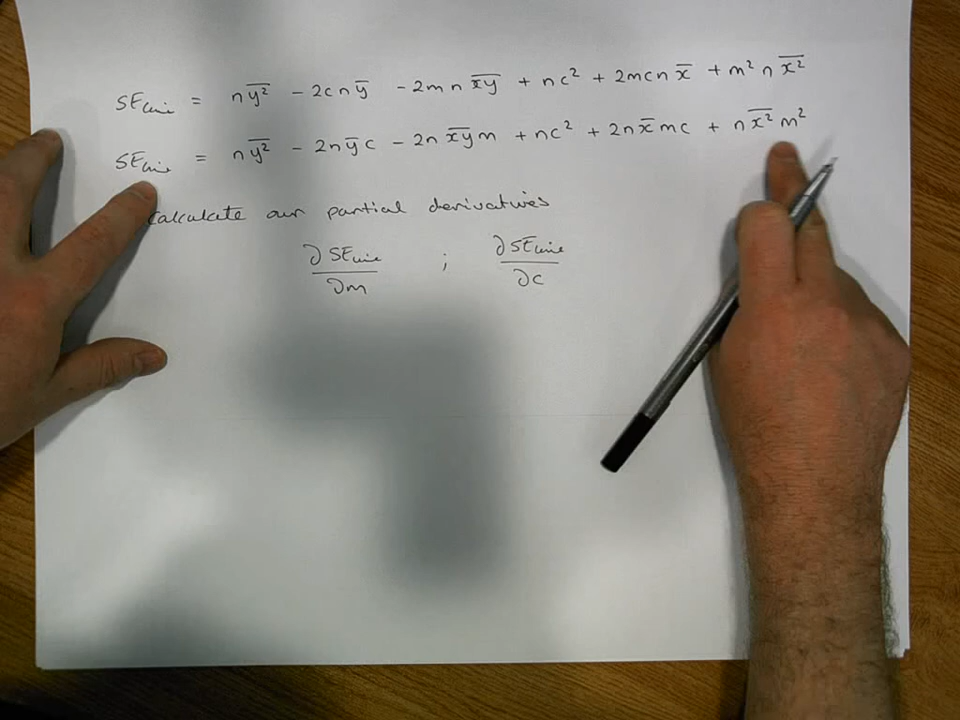 SE_line = n\overline{y^2} - 2cn\overline{y} - 2mn\overline{xy} + nc^2 + 2mcn\overline{x} + m^2n\overline{x^2}
SE_line = n\overline{y^2} - 2n\overline{y}c - 2n\overline{xy}m + nc^2 + 2n\overline{x}mc + n\overline{x^2}m^2
Calculate our partial derivatives
∂SE_line/∂m ; ∂SE_line/∂c